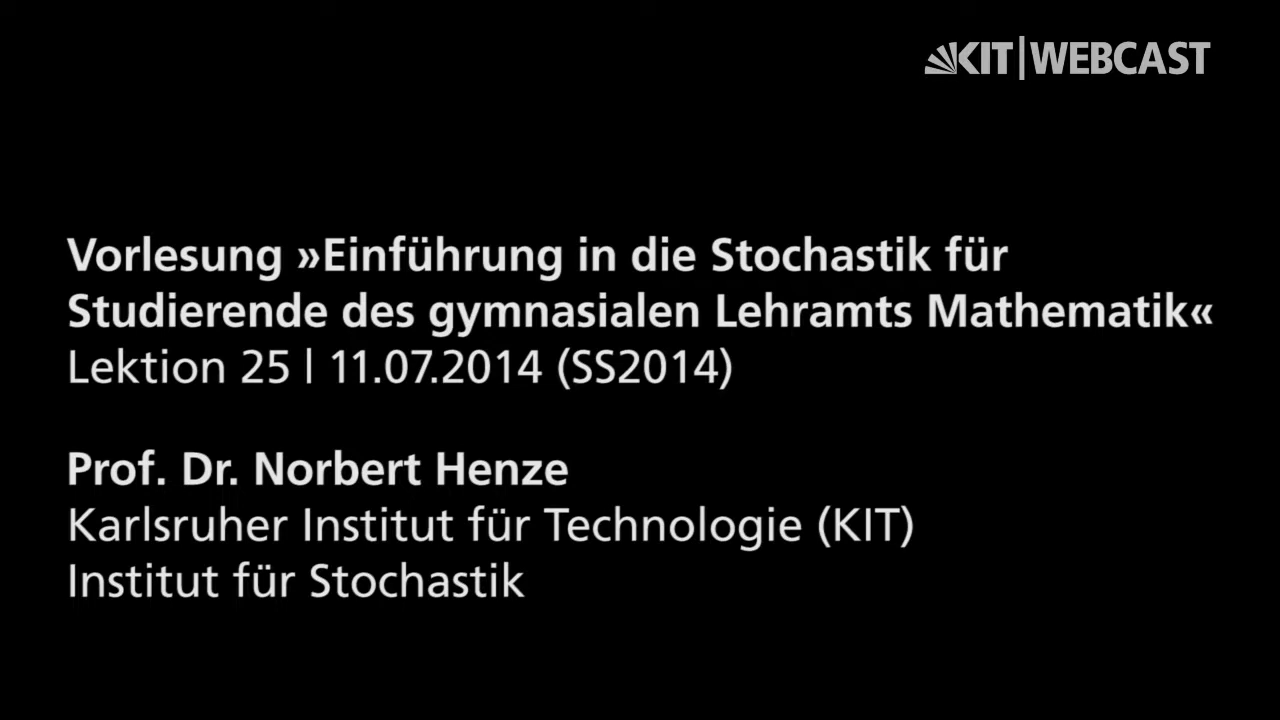 KIT|WEBCAST
Vorlesung »Einführung in die Stochastik für
Studierende des gymnasialen Lehramts Mathematik«
Lektion 25 | 11.07.2014 (SS2014)
Prof. Dr. Norbert Henze
Karlsruher Institut für Technologie (KIT)
Institut für Stochastik